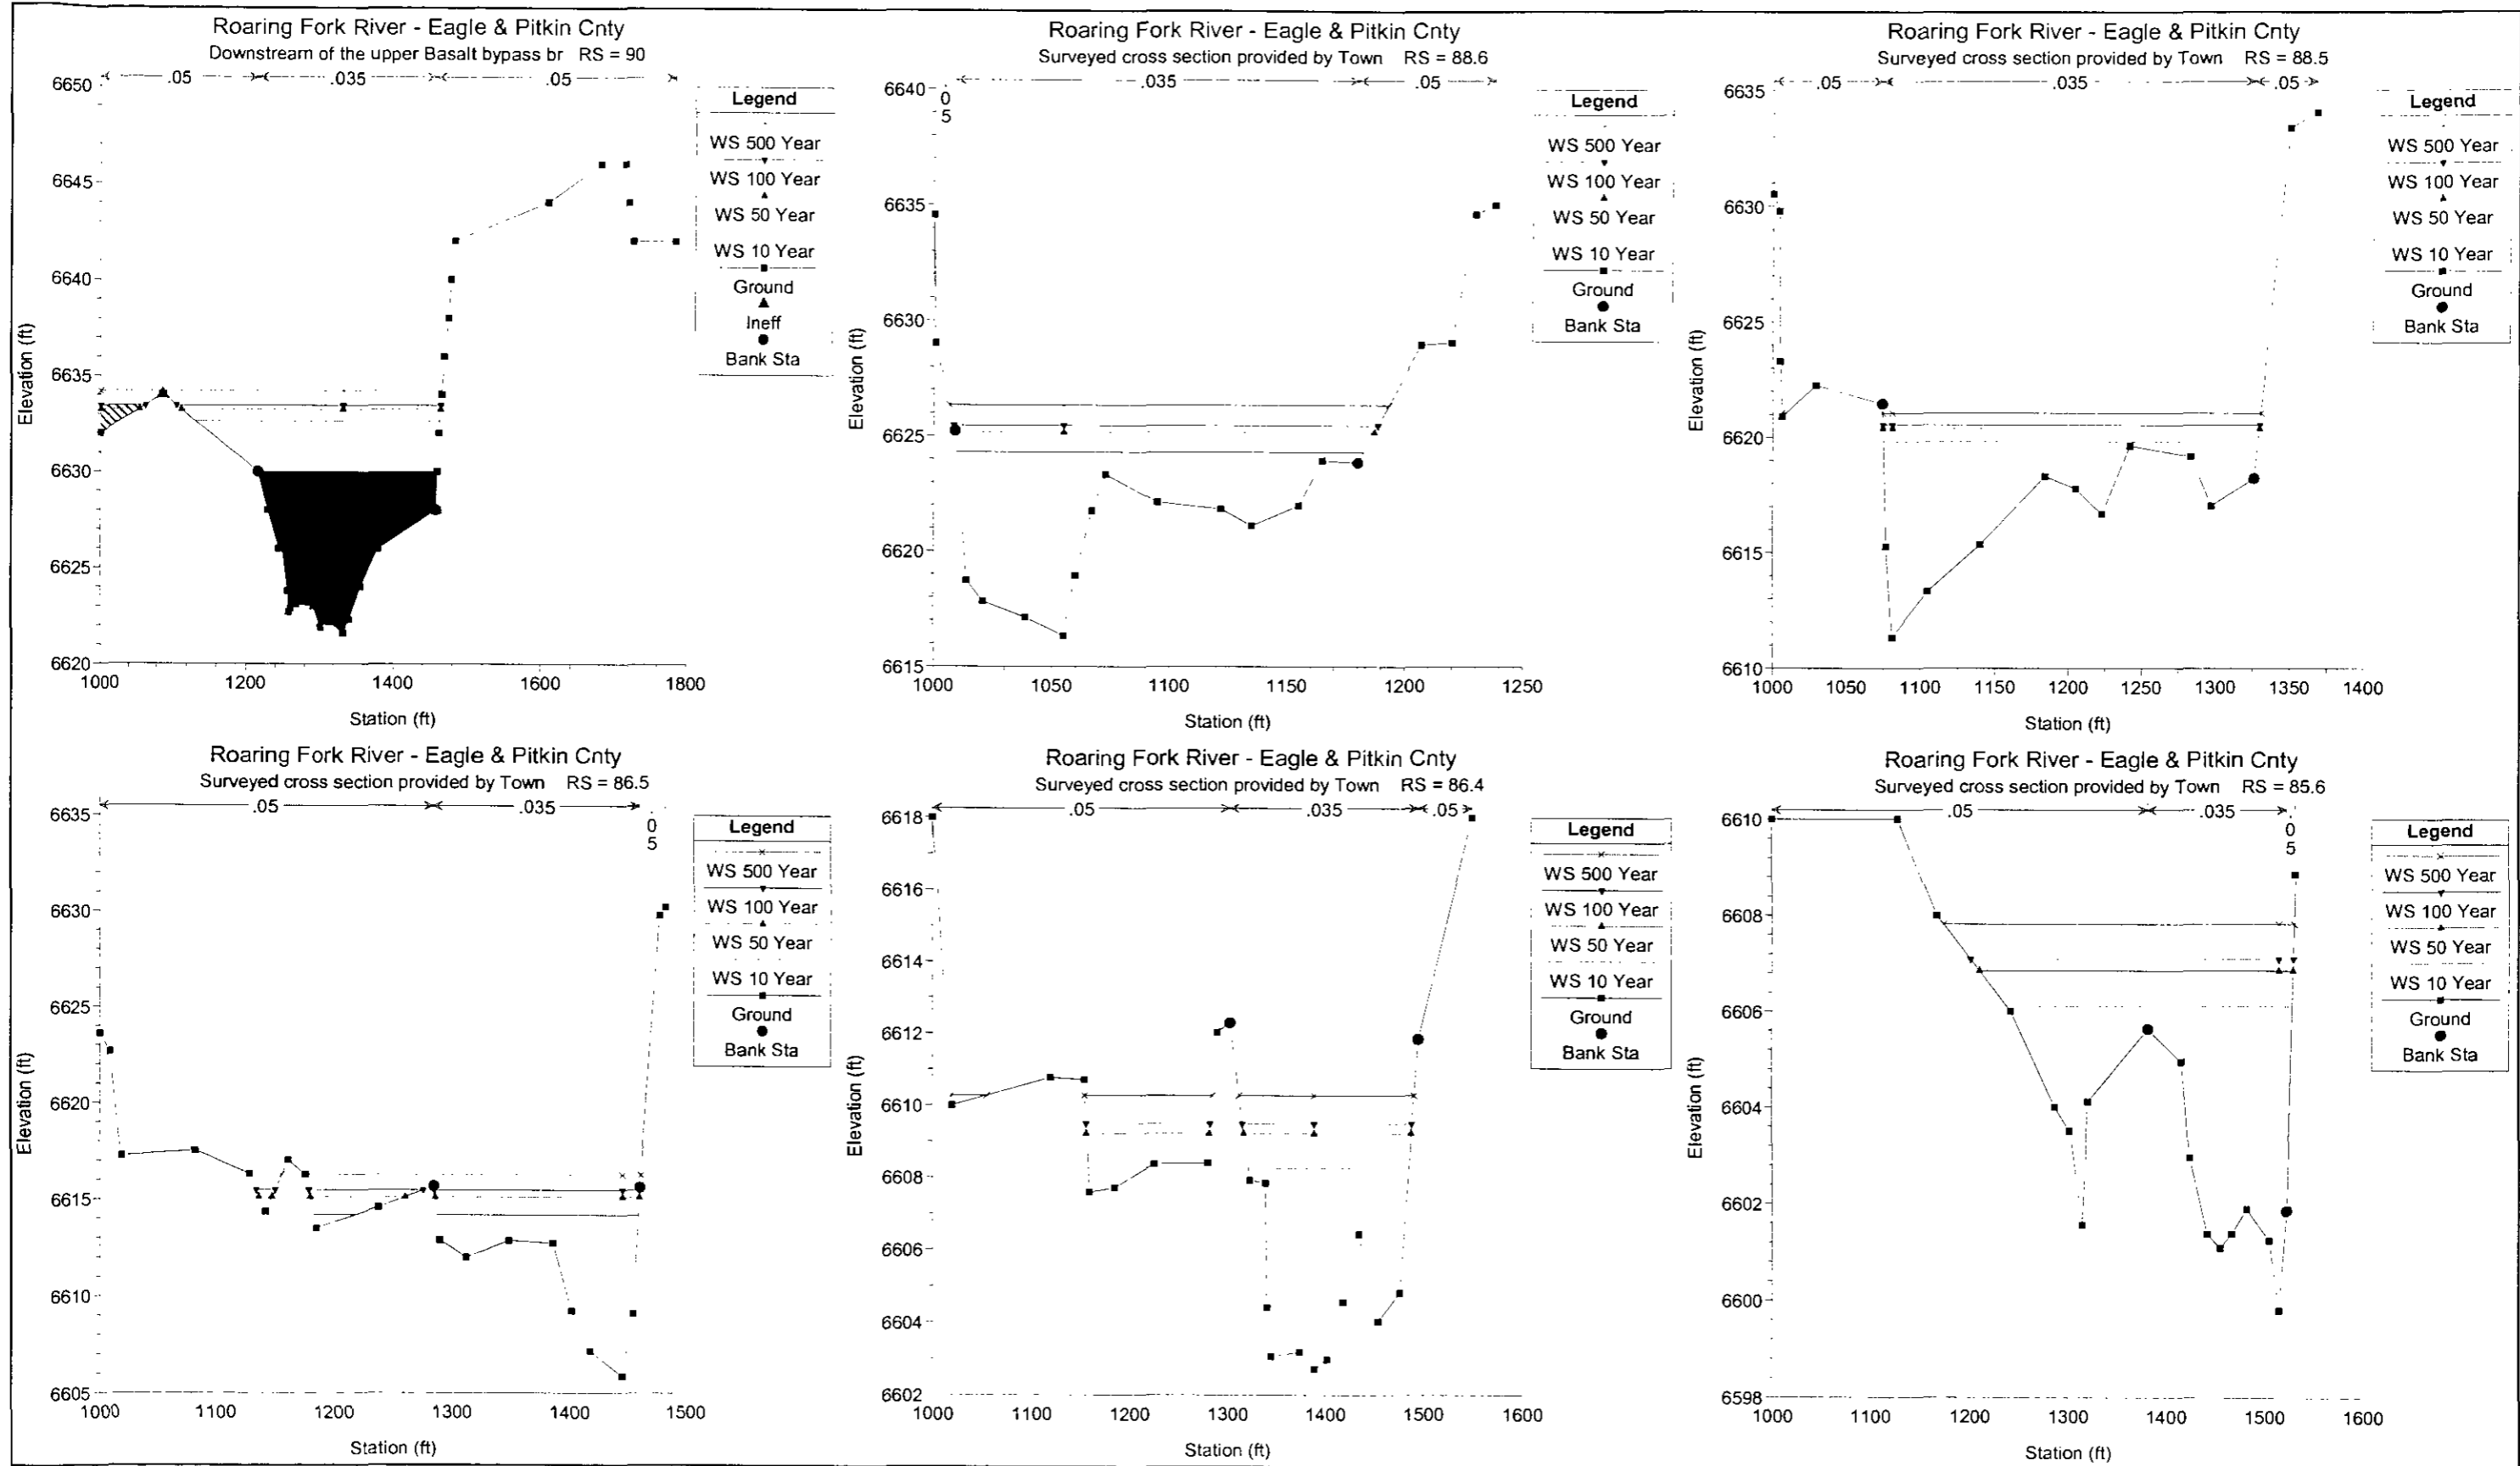 Roaring Fork River - Eagle & Pitkin Cnty
Downstream of the upper Basalt bypass br RS = 90
.05 .035 .05
6650
6645
6640
6635
6630
6625
6620
Elevation (ft)
1000 1200 1400 1600 1800
Station (ft)
Legend
WS 500 Year
WS 100 Year
WS 50 Year
WS 10 Year
Ground
Ineff
Bank Sta
Roaring Fork River - Eagle & Pitkin Cnty
Surveyed cross section provided by Town RS = 88.6
.05 .035 .05
6640
6635
6630
6625
6620
6615
Elevation (ft)
1000 1050 1100 1150 1200 1250
Station (ft)
Legend
WS 500 Year
WS 100 Year
WS 50 Year
WS 10 Year
Ground
Bank Sta
Roaring Fork River - Eagle & Pitkin Cnty
Surveyed cross section provided by Town RS = 88.5
.05 .035 .05
6635
6630
6625
6620
6615
6610
Elevation (ft)
1000 1050 1100 1150 1200 1250 1300 1350 1400
Station (ft)
Legend
WS 500 Year
WS 100 Year
WS 50 Year
WS 10 Year
Ground
Bank Sta
Roaring Fork River - Eagle & Pitkin Cnty
Surveyed cross section provided by Town RS = 86.5
.05 .035 .05
6635
6630
6625
6620
6615
6610
6605
Elevation (ft)
1000 1100 1200 1300 1400 1500
Station (ft)
Legend
WS 500 Year
WS 100 Year
WS 50 Year
WS 10 Year
Ground
Bank Sta
Roaring Fork River - Eagle & Pitkin Cnty
Surveyed cross section provided by Town RS = 86.4
.05 .035 .05
6618
6616
6614
6612
6610
6608
6606
6604
6602
Elevation (ft)
1000 1100 1200 1300 1400 1500 1600
Station (ft)
Legend
WS 500 Year
WS 100 Year
WS 50 Year
WS 10 Year
Ground
Bank Sta
Roaring Fork River - Eagle & Pitkin Cnty
Surveyed cross section provided by Town RS = 85.6
.05 .035 .05
6610
6608
6606
6604
6602
6600
6598
Elevation (ft)
1000 1100 1200 1300 1400 1500 1600
Station (ft)
Legend
WS 500 Year
WS 100 Year
WS 50 Year
WS 10 Year
Ground
Bank Sta